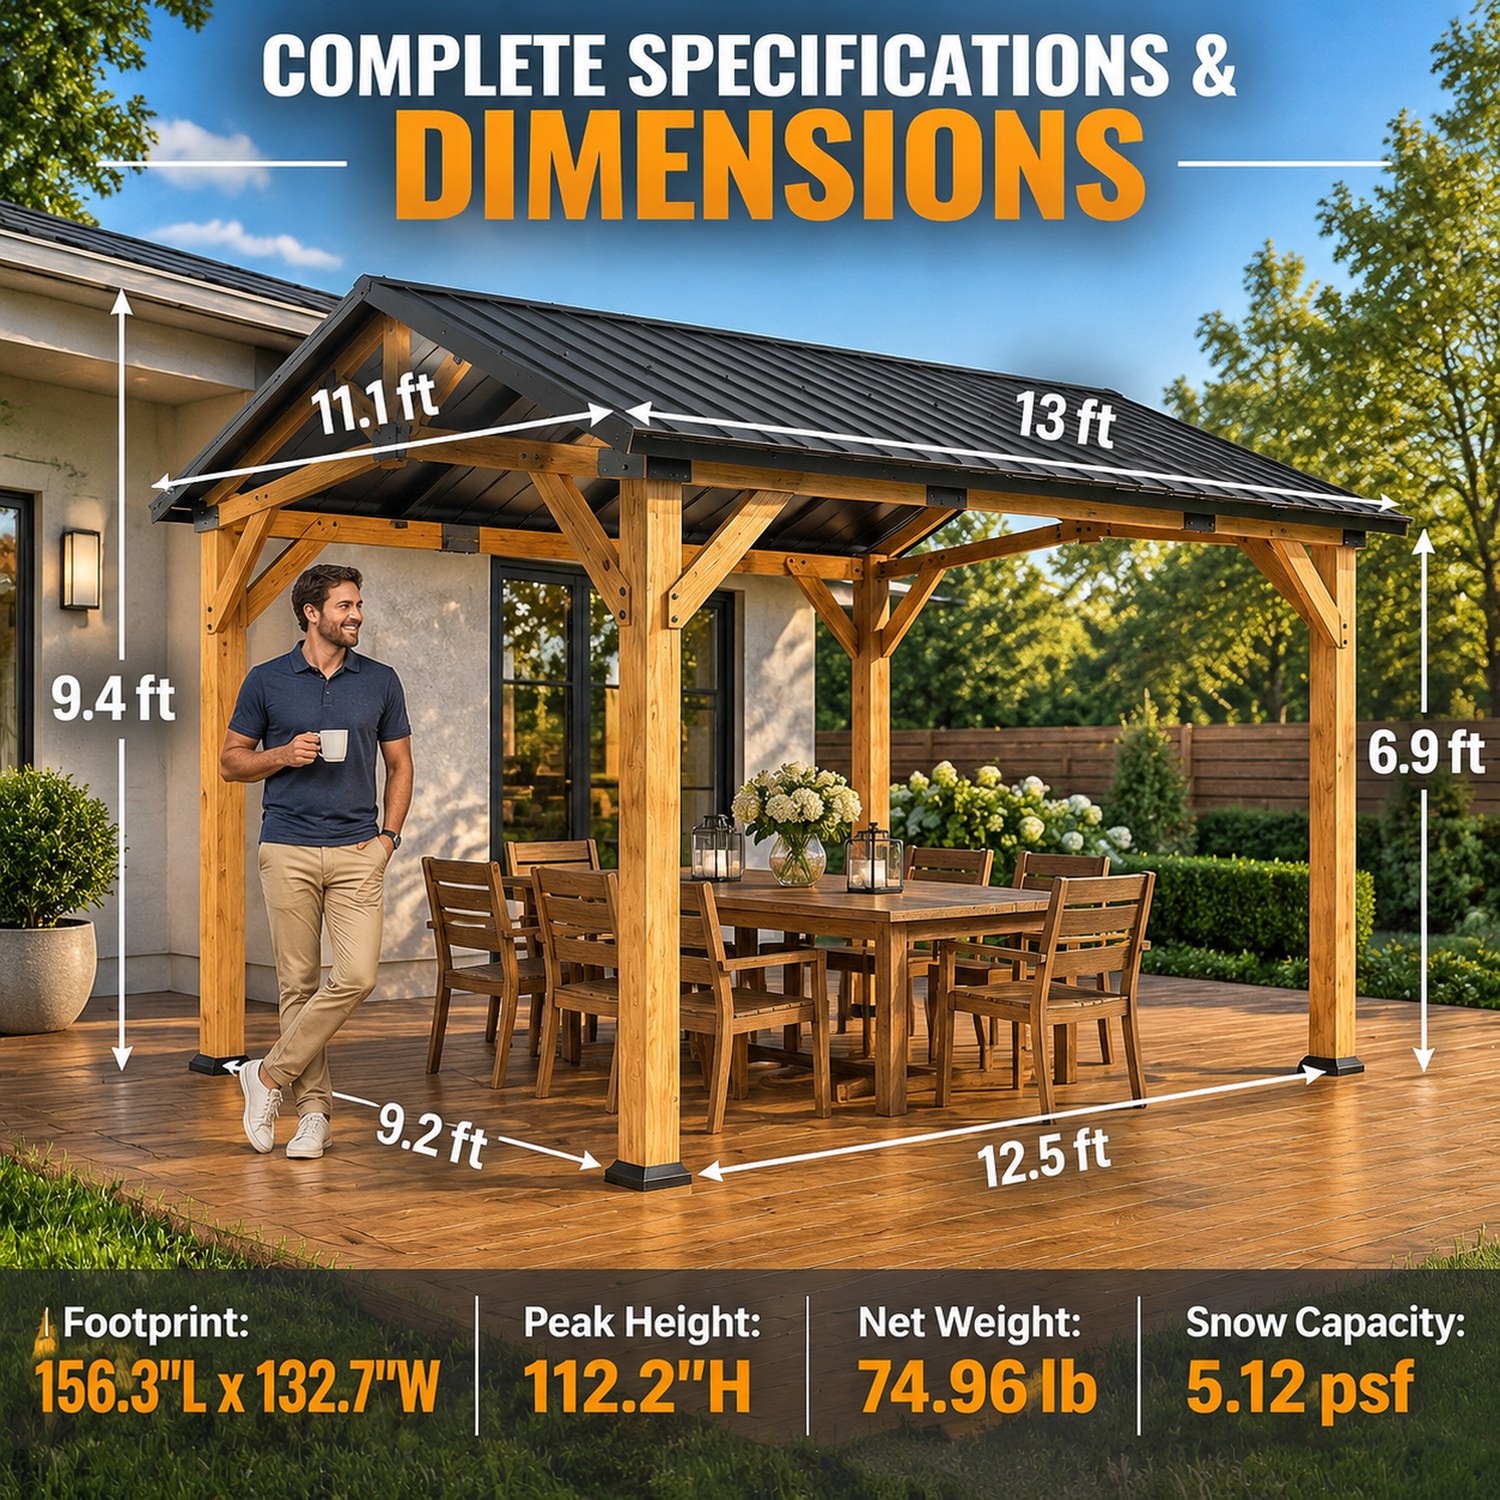 COMPLETE SPECIFICATIONS &
DIMENSIONS
11.1 ft
13 ft
9.4 ft
6.9 ft
9.2 ft
12.5 ft
Footprint:
156.3"L x 132.7"W
Peak Height:
112.2"H
Net Weight:
74.96 lb
Snow Capacity:
5.12 psf